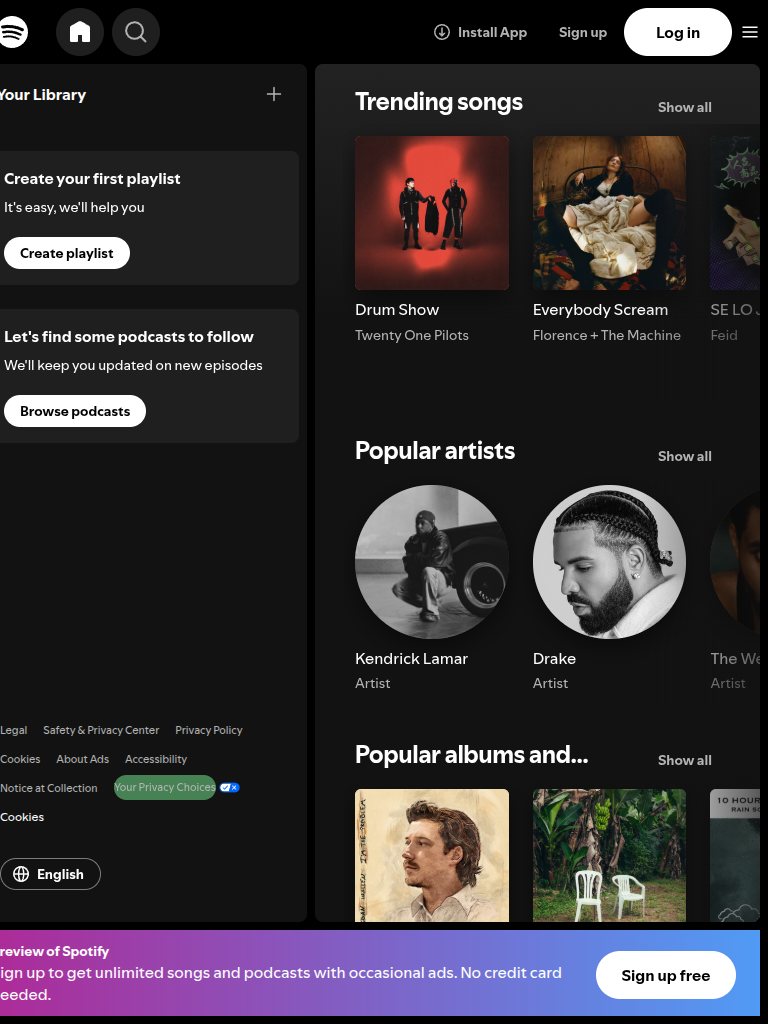 Install App
Sign up
Log in
Your Library
Create your first playlist
It's easy, we'll help you
Create playlist
Let's find some podcasts to follow
We'll keep you updated on new episodes
Browse podcasts
Legal
Safety & Privacy Center
Privacy Policy
Cookies
About Ads
Accessibility
Notice at Collection
Your Privacy Choices
Cookies
English
Trending songs
Show all
Drum Show
Twenty One Pilots
Everybody Scream
Florence + The Machine
SE LO
Feid
Popular artists
Show all
Kendrick Lamar
Artist
Drake
Artist
The We
Artist
Popular albums and...
Show all
10 HOUR
RAIN SO
review of Spotify
ign up to get unlimited songs and podcasts with occasional ads. No credit card
eeded.
Sign up free